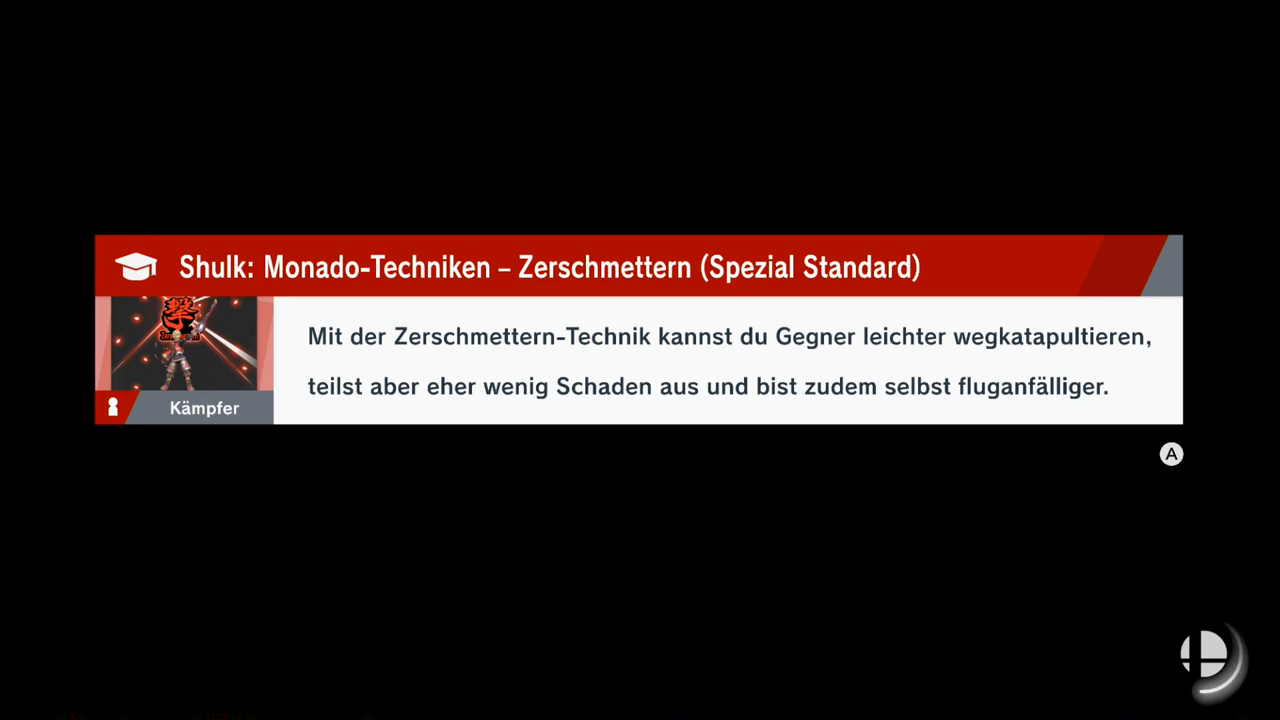 Shulk: Monado-Techniken – Zerschmettern (Spezial Standard)
撃
Mit der Zerschmettern-Technik kannst du Gegner leichter wegkatapultieren,
teilst aber eher wenig Schaden aus und bist zudem selbst fluganfälliger.
Kämpfer
A